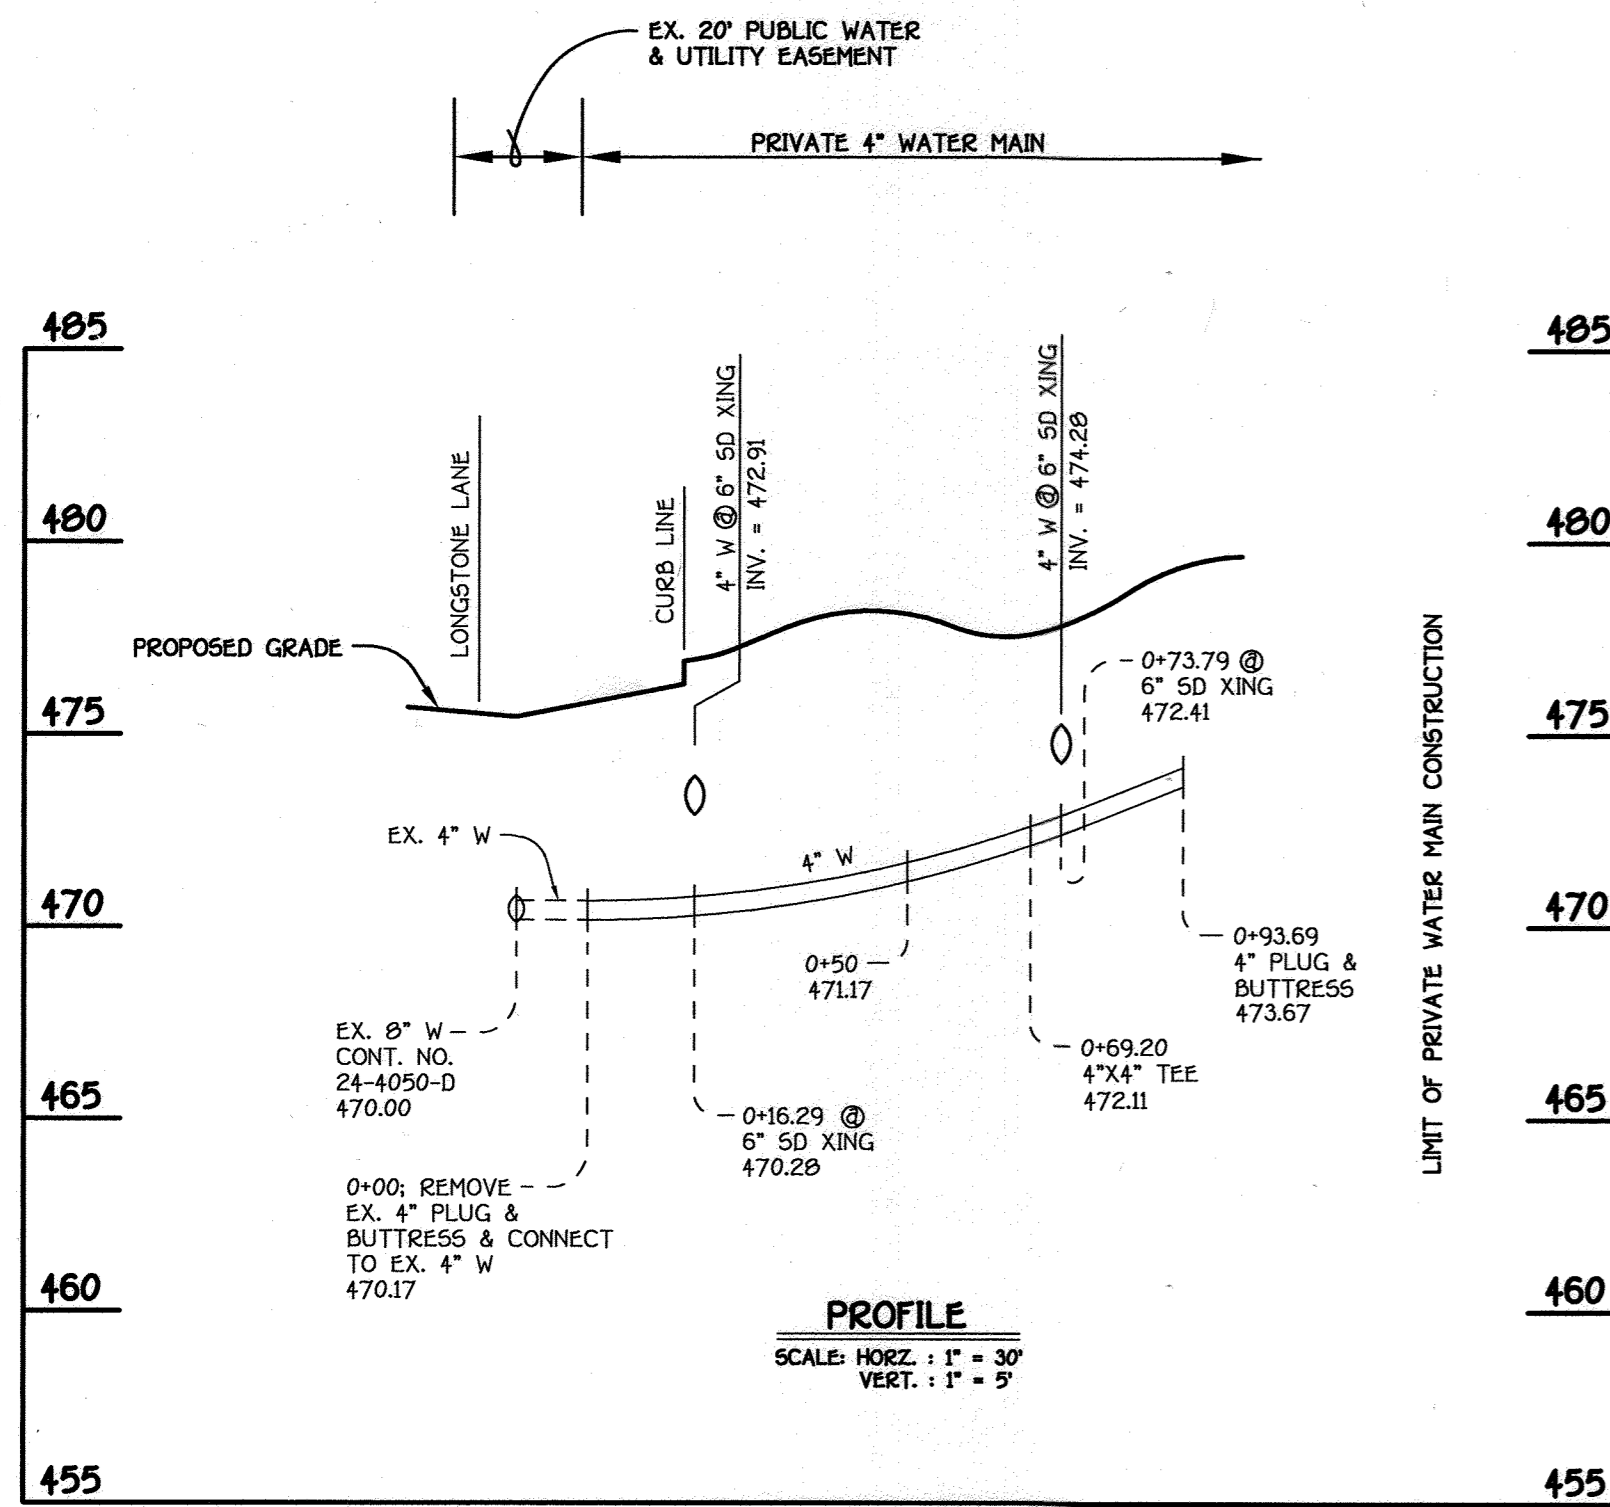 EX. 20' PUBLIC WATER
& UTILITY EASEMENT
PRIVATE 4" WATER MAIN
485
485
480
480
475
475
470
470
465
465
460
460
455
455
LONGSTONE LANE
CURB LINE
4" W @ 6" SD XING
INV. = 472.91
4" W @ 6" SD XING
INV. = 474.28
PROPOSED GRADE
0+73.79 @
6" SD XING
472.41
EX. 4" W
4" W
0+50
471.17
0+93.69
4" PLUG &
BUTTRESS
473.67
EX. 8" W
CONT. NO.
24-4050-D
470.00
0+69.20
4"X4" TEE
472.11
0+16.29 @
6" SD XING
470.28
0+00; REMOVE
EX. 4" PLUG &
BUTTRESS & CONNECT
TO EX. 4" W
470.17
LIMIT OF PRIVATE WATER MAIN CONSTRUCTION
PROFILE
SCALE: HORZ. : 1" = 30'
VERT. : 1" = 5'